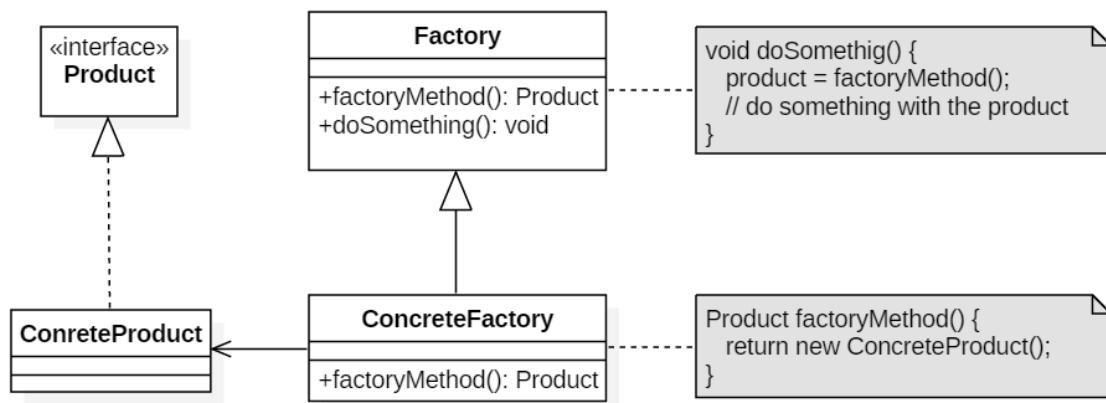 «interface»
Product
Factory
+factoryMethod(): Product
+doSomething(): void
void doSomethig() {
product = factoryMethod();
// do something with the product
}
ConreteProduct
ConcreteFactory
+factoryMethod(): Product
Product factoryMethod() {
return new ConcreteProduct();
}